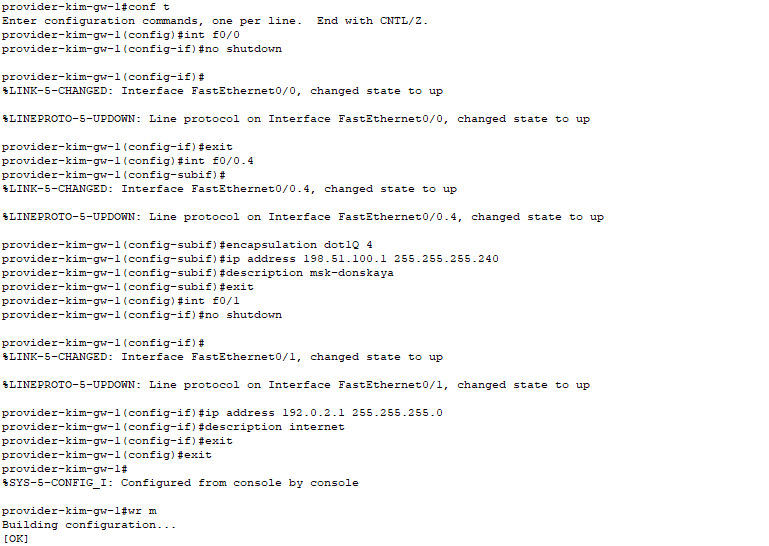 provider-kim-gw-1#conf t
Enter configuration commands, one per line.  End with CNTL/Z.
provider-kim-gw-1(config)#int f0/0
provider-kim-gw-1(config-if)#no shutdown
provider-kim-gw-1(config-if)#
%LINK-5-CHANGED: Interface FastEthernet0/0, changed state to up
%LINEPROTO-5-UPDOWN: Line protocol on Interface FastEthernet0/0, changed state to up
provider-kim-gw-1(config-if)#exit
provider-kim-gw-1(config)#int f0/0.4
provider-kim-gw-1(config-subif)#
%LINK-5-CHANGED: Interface FastEthernet0/0.4, changed state to up
%LINEPROTO-5-UPDOWN: Line protocol on Interface FastEthernet0/0.4, changed state to up
provider-kim-gw-1(config-subif)#encapsulation dot1Q 4
provider-kim-gw-1(config-subif)#ip address 198.51.100.1 255.255.255.240
provider-kim-gw-1(config-subif)#description msk-donskaya
provider-kim-gw-1(config-subif)#exit
provider-kim-gw-1(config)#int f0/1
provider-kim-gw-1(config-if)#no shutdown
provider-kim-gw-1(config-if)#
%LINK-5-CHANGED: Interface FastEthernet0/1, changed state to up
%LINEPROTO-5-UPDOWN: Line protocol on Interface FastEthernet0/1, changed state to up
provider-kim-gw-1(config-if)#ip address 192.0.2.1 255.255.255.0
provider-kim-gw-1(config-if)#description internet
provider-kim-gw-1(config-if)#exit
provider-kim-gw-1(config)#exit
provider-kim-gw-1#
%SYS-5-CONFIG_I: Configured from console by console
provider-kim-gw-1#wr m
Building configuration...
[OK]